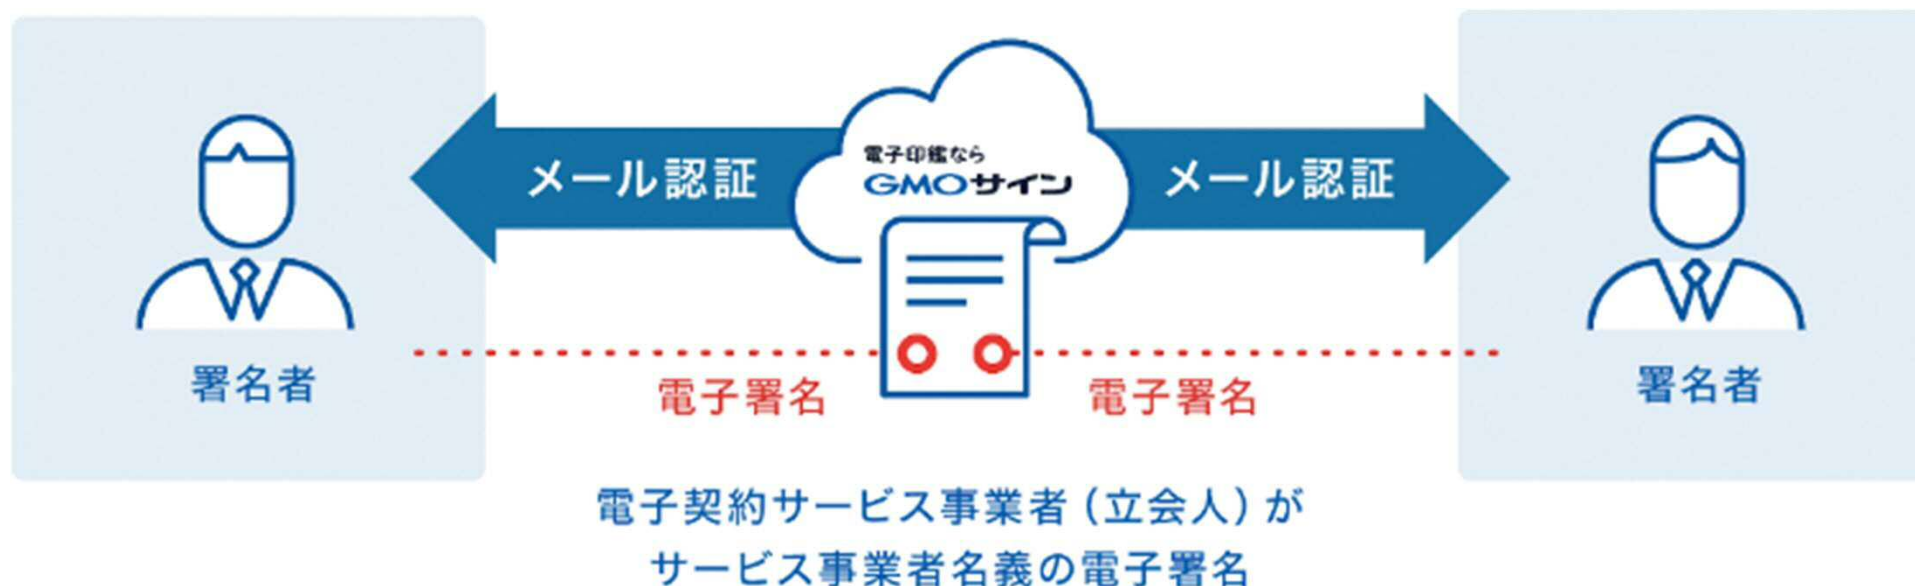 電子印鑑なら
GMOサイン
メール認証
メール認証
署名者
電子署名
電子署名
署名者
電子契約サービス事業者(立会人)が
サービス事業者名義の電子署名